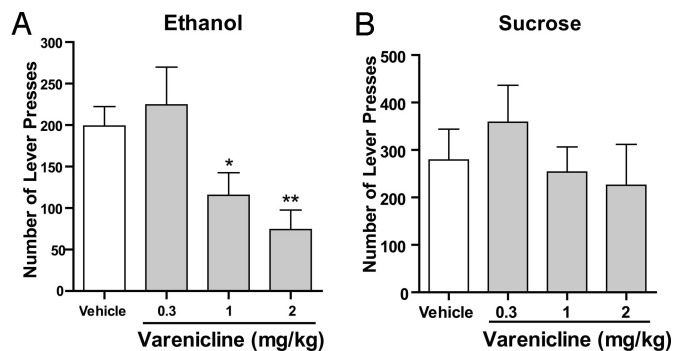 A
Ethanol
Number of Lever Presses
300
250
200
150
100
50
0
*
**
Vehicle 0.3 1 2
Varenicline (mg/kg)
B
Sucrose
Number of Lever Presses
500
400
300
200
100
00
Vehicle 0.3 1 2
Varenicline (mg/kg)